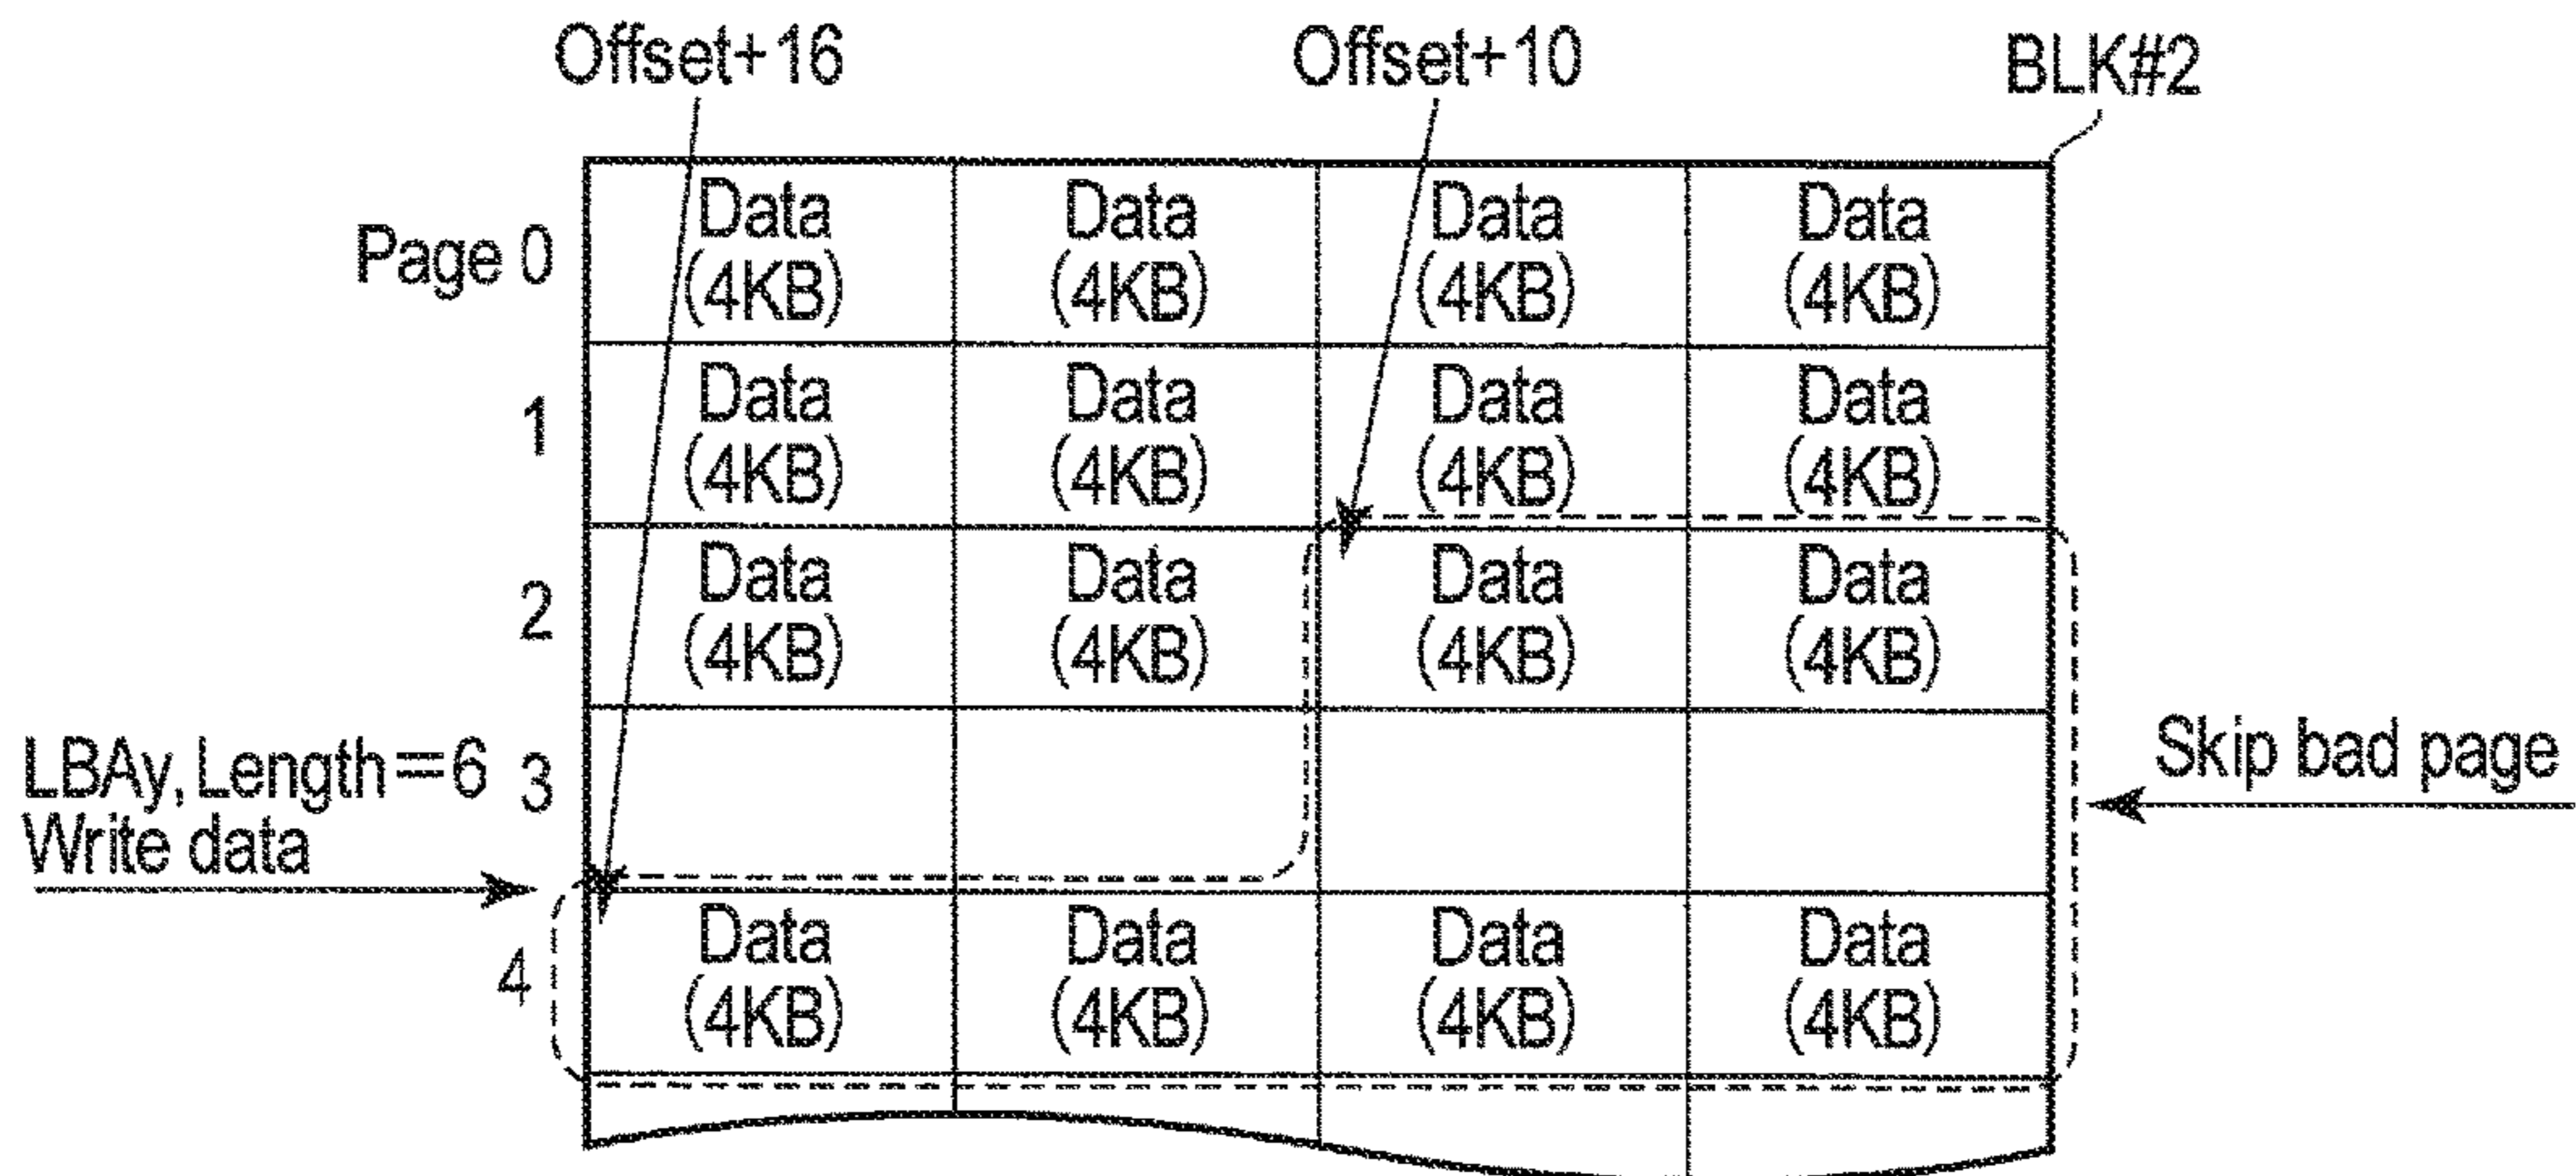 Offset+16 Offset+10 BLK#2
Page 0 Data Data Data Data
(4KB) (4KB) (4KB) (4KB)
1 Data Data Data Data
(4KB) (4KB) (4KB) (4KB)
2 Data Data Data Data
(4KB) (4KB) (4KB) (4KB)
LBAy, Length=6 3 Skip bad page
Write data
4 Data Data Data Data
(4KB) (4KB) (4KB) (4KB)